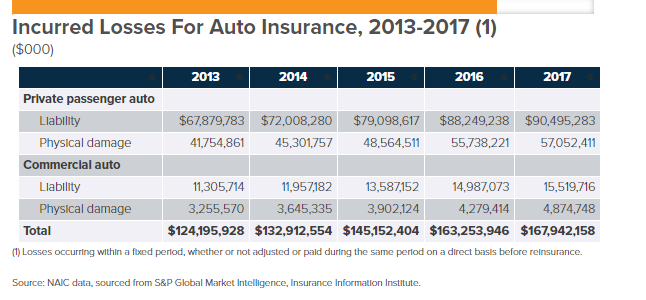 Incurred Losses For Auto Insurance, 2013-2017 (1)
($000)
2013 2014 2015 2016 2017
Private passenger auto
Liability $67,879,783 $72,008,280 $79,098,617 $88,249,238 $90,495,283
Physical damage 41,754,861 45,301,757 48,564,511 55,738,221 57,052,411
Commercial auto
Liability 11,305,714 11,957,182 13,587,152 14,987,073 15,519,716
Physical damage 3,255,570 3,645,335 3,902,124 4,279,414 4,874,748
Total $124,195,928 $132,912,554 $145,152,404 $163,253,946 $167,942,158
(1) Losses occurring within a fixed period, whether or not adjusted or paid during the same period on a direct basis before reinsurance.
Source: NAIC data, sourced from S&P Global Market Intelligence, Insurance Information Institute.